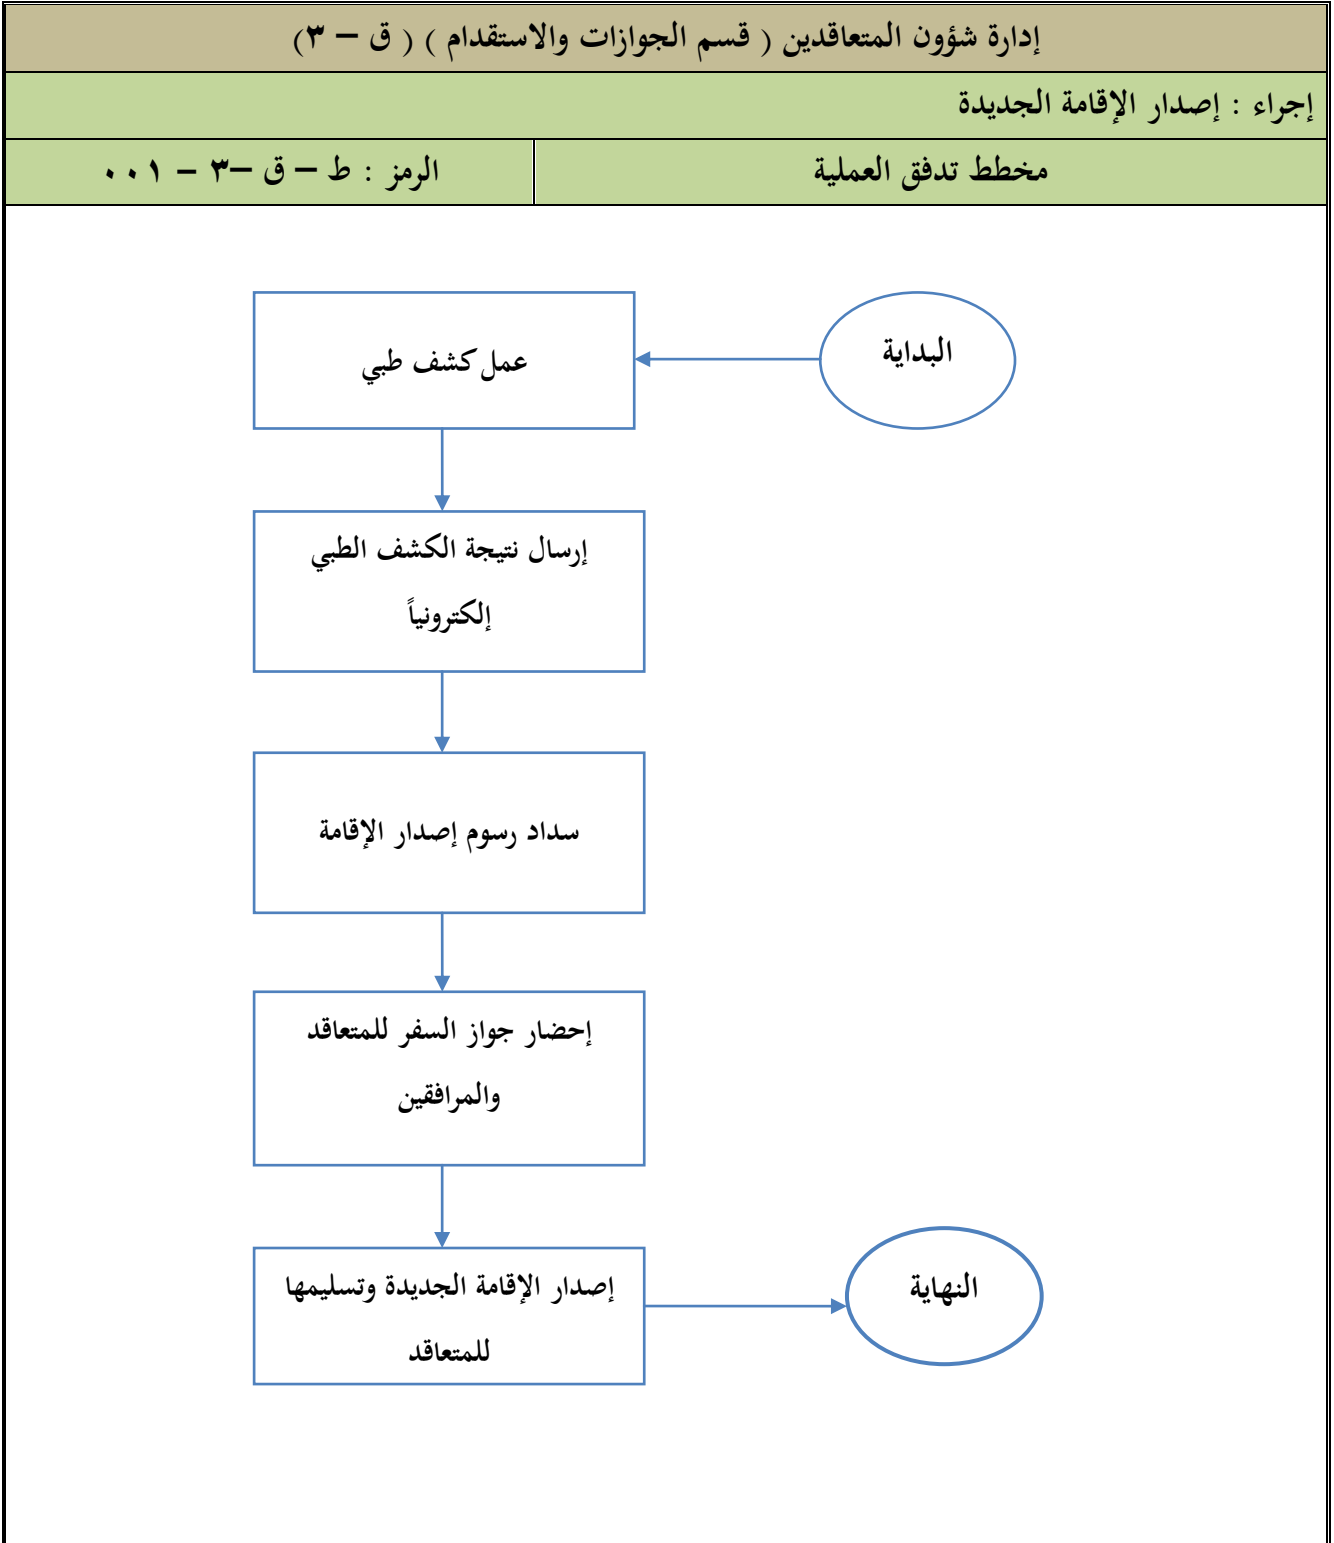 إدارة شؤون المتعاقدين ( قسم الجوازات والاستقدام ) ( ق – ٣)
إجراء : إصدار الإقامة الجديدة
مخطط تدفق العملية
الرمز : ط – ق –٣ – ٠٠١
البداية
عمل كشف طبي
إرسال نتيجة الكشف الطبي
إلكترونياً
سداد رسوم إصدار الإقامة
إحضار جواز السفر للمتعاقد
والمرافقين
إصدار الإقامة الجديدة وتسليمها
للمتعاقد
النهاية